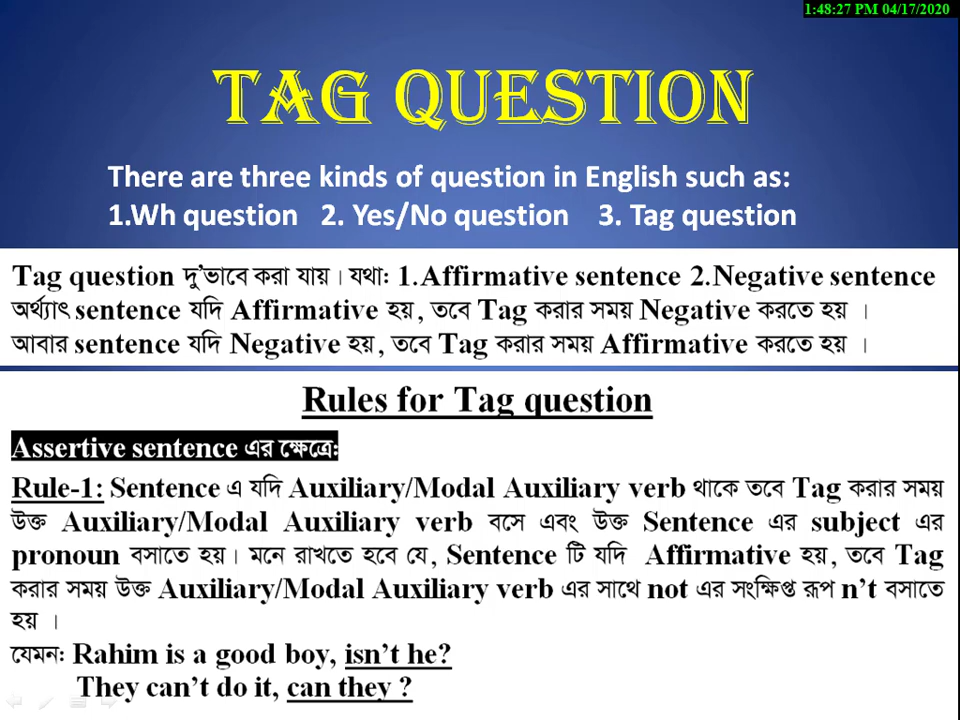 1:48:27 PM 04/17/2020
TAG QUESTION
There are three kinds of question in English such as:
1.Wh question 2. Yes/No question 3. Tag question
Tag question দু'ভাবে করা যায়। যথাঃ 1.Affirmative sentence 2.Negative sentence
অর্থ্যাৎ sentence যদি Affirmative হয়, তবে Tag করার সময় Negative করতে হয় ।
আবার sentence যদি Negative হয়, তবে Tag করার সময় Affirmative করতে হয় ।
Rules for Tag question
Assertive sentence এর ক্ষেত্রেঃ
Rule-1: Sentence এ যদি Auxiliary/Modal Auxiliary verb থাকে তবে Tag করার সময়
উক্ত Auxiliary/Modal Auxiliary verb বসে এবং উক্ত Sentence এর subject এর
pronoun বসাতে হয়। মনে রাখতে হবে যে, Sentence টি যদি Affirmative হয়, তবে Tag
করার সময় উক্ত Auxiliary/Modal Auxiliary verb এর সাথে not এর সংক্ষিপ্ত রূপ n't বসাতে
হয় ।
যেমনঃ Rahim is a good boy, isn't he?
They can't do it, can they ?